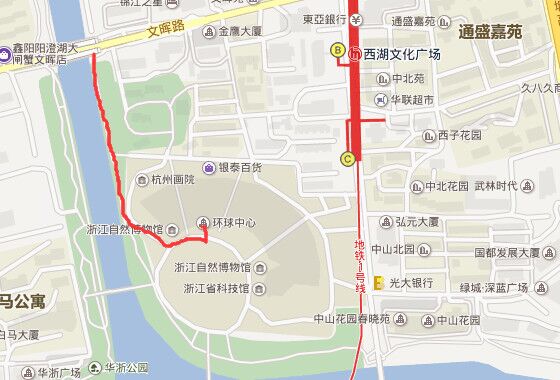 锦江之星
文晖路
金鹰大厦
東亞銀行
通盛嘉苑
通盛嘉苑
鑫阳阳澄湖大
闸蟹文晖店
B
西湖文化广场
中北苑
久八久商
华联超市
西子花园
银泰百货
C
杭州画院
中北花园
武林时代
环球中心
浙江自然博物馆
弘元大厦
地铁1号线
中山北园
国都发展大厦
浙江自然博物馆
浙江省科技馆
光大银行
绿城·深蓝广场
马公寓
中山花园春晓苑
中山花园
白马大厦
华浙广场
华浙公园